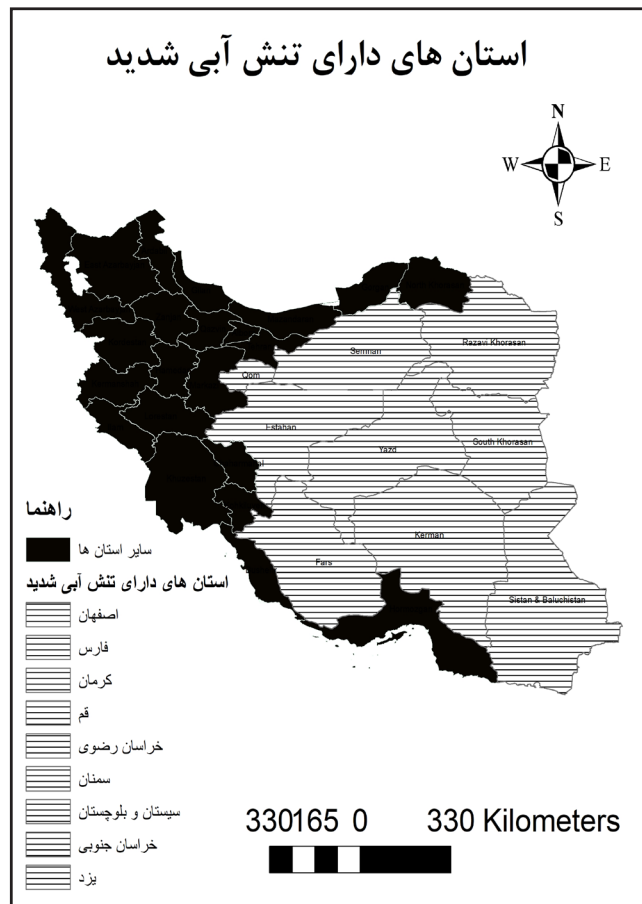 استان های دارای تنش آبی شدید
N
W E
S
Razavi Khorasan
Semnan
Qom
Esfahan
South Khorasan
Yazd
Kerman
Fars
Sistan & Baluchistan
راهنما
سایر استان ها
استان های دارای تنش آبی شدید
اصفهان
فارس
کرمان
قم
خراسان رضوی
سمنان
سیستان و بلوچستان
خراسان جنوبی
یزد
330165 0 330 Kilometers